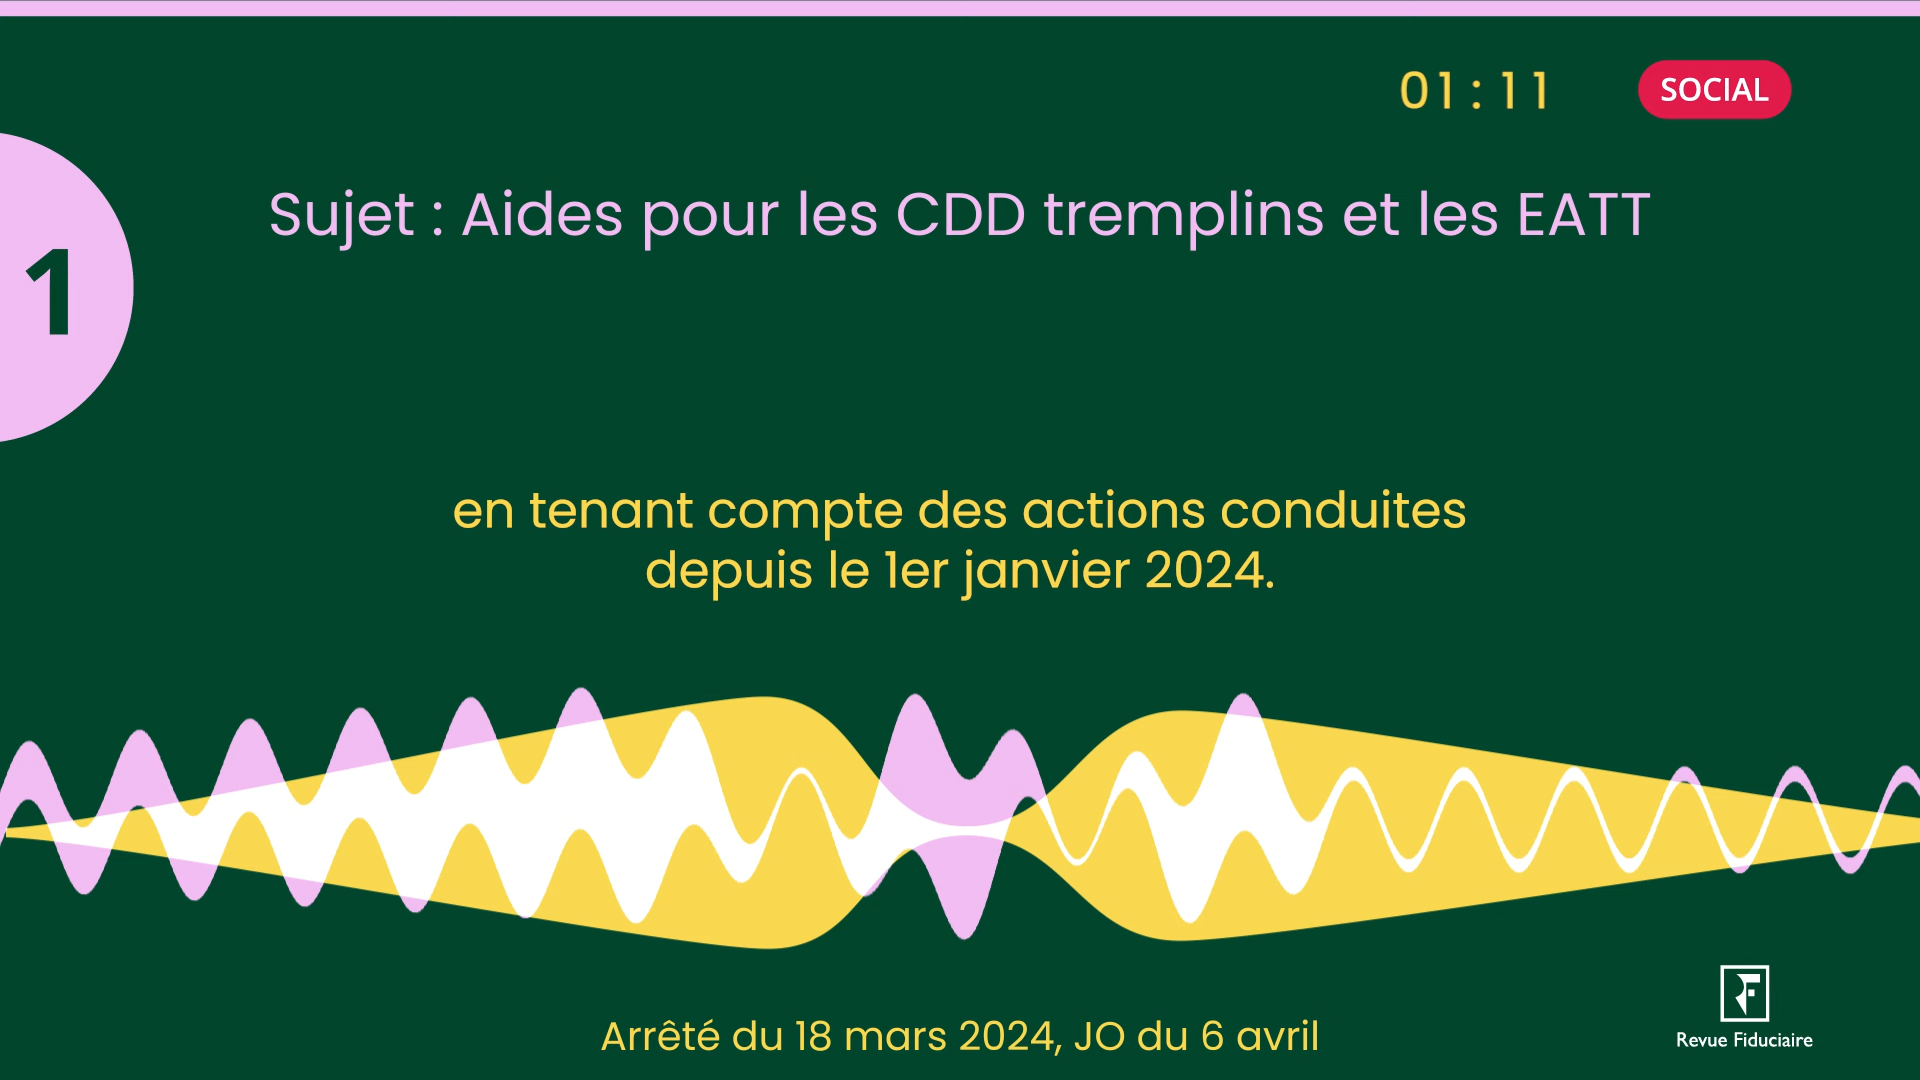 01:11
SOCIAL
Sujet : Aides pour les CDD tremplins et les EATT
1
en tenant compte des actions conduites
depuis le 1er janvier 2024.
Arrêté du 18 mars 2024, JO du 6 avril
RF
Revue Fiduciaire